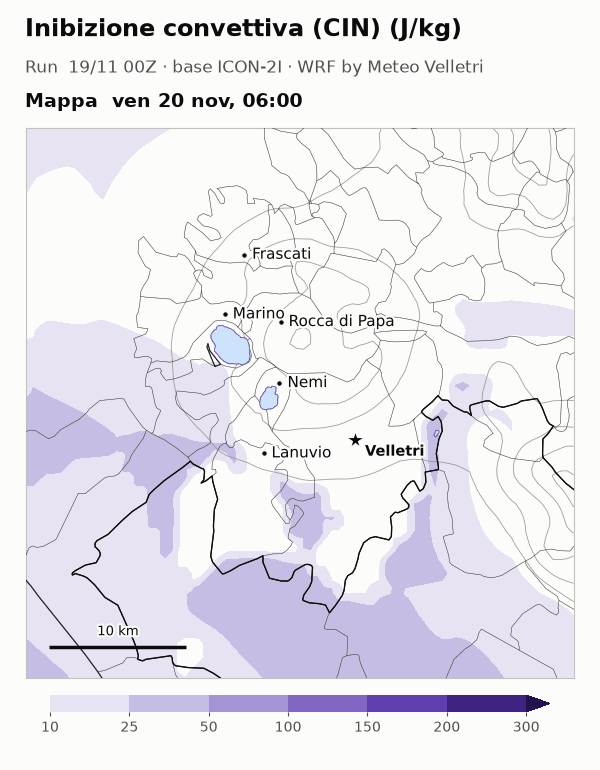 Inibizione convettiva (CIN) (J/kg)
Run  19/11 00Z · base ICON-2I · WRF by Meteo Velletri
Mappa  ven 20 nov, 06:00
Frascati
Marino
Rocca di Papa
Nemi
Velletri
Lanuvio
10 km
10 25 50 100 150 200 300